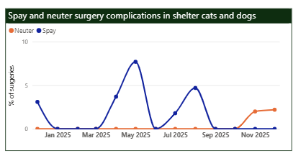 Spay and neuter surgery complications in shelter cats and dogs
Neuter Spay
10
5
0
% of surgeries
Jan 2025 Mar 2025 May 2025 Jul 2025 Sep 2025 Nov 2025